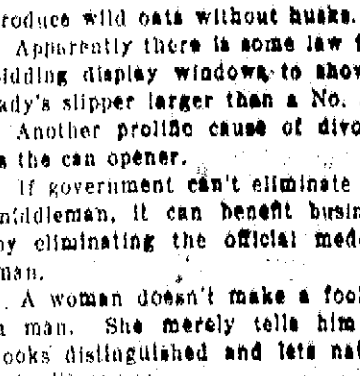 roduce wild oats without husks.
Apparently there is some law f
bidding display windows to show
ady's slipper larger than a No.
Another prolific cause of divo
s the can opener.
If government can't eliminate
middleman, it can benefit busin
by eliminating the official med
man.
A woman doesn't make a fool
a man. She merely tells him
ooks distinguished and lets nat